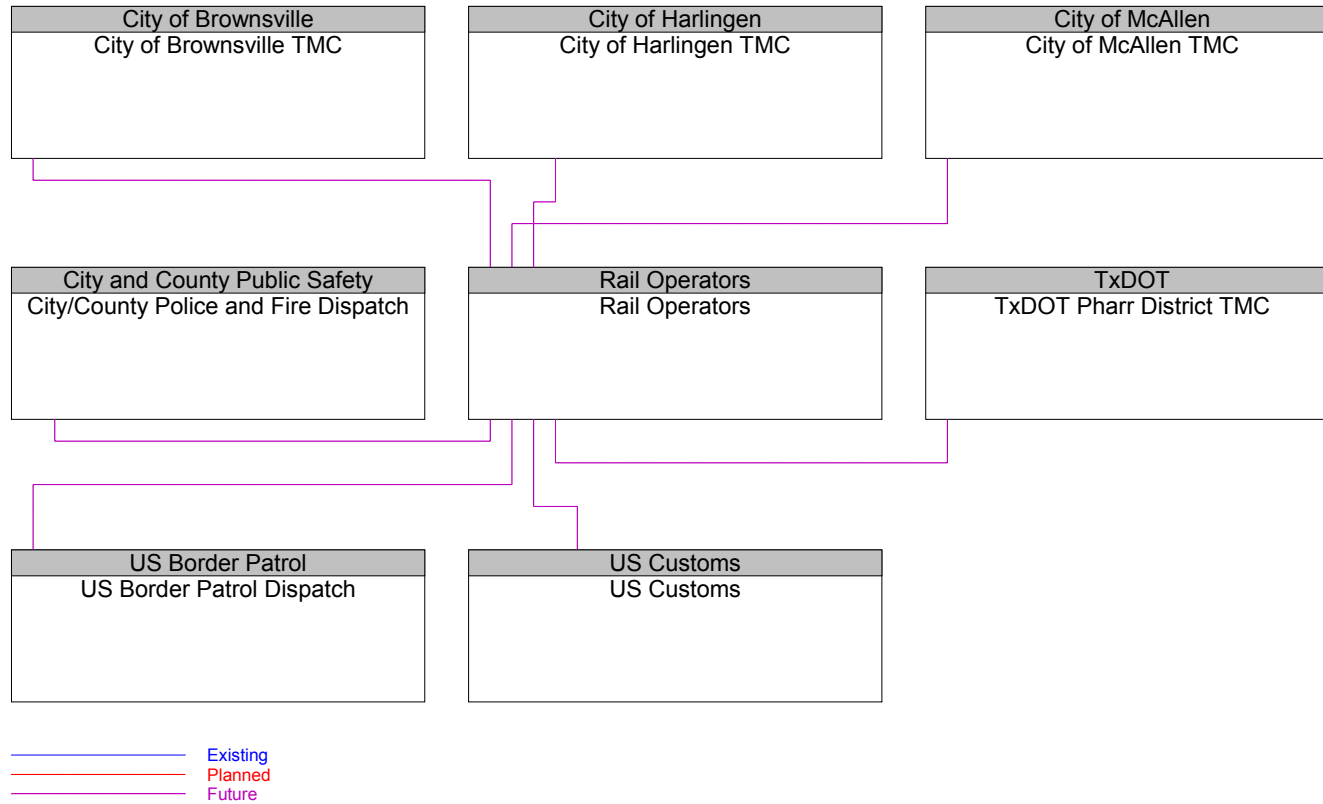 City of Brownsville
City of Brownsville TMC
City of Harlingen
City of Harlingen TMC
City of McAllen
City of McAllen TMC
City and County Public Safety
City/County Police and Fire Dispatch
Rail Operators
Rail Operators
TxDOT
TxDOT Pharr District TMC
US Border Patrol
US Border Patrol Dispatch
US Customs
US Customs
Existing
Planned
Future